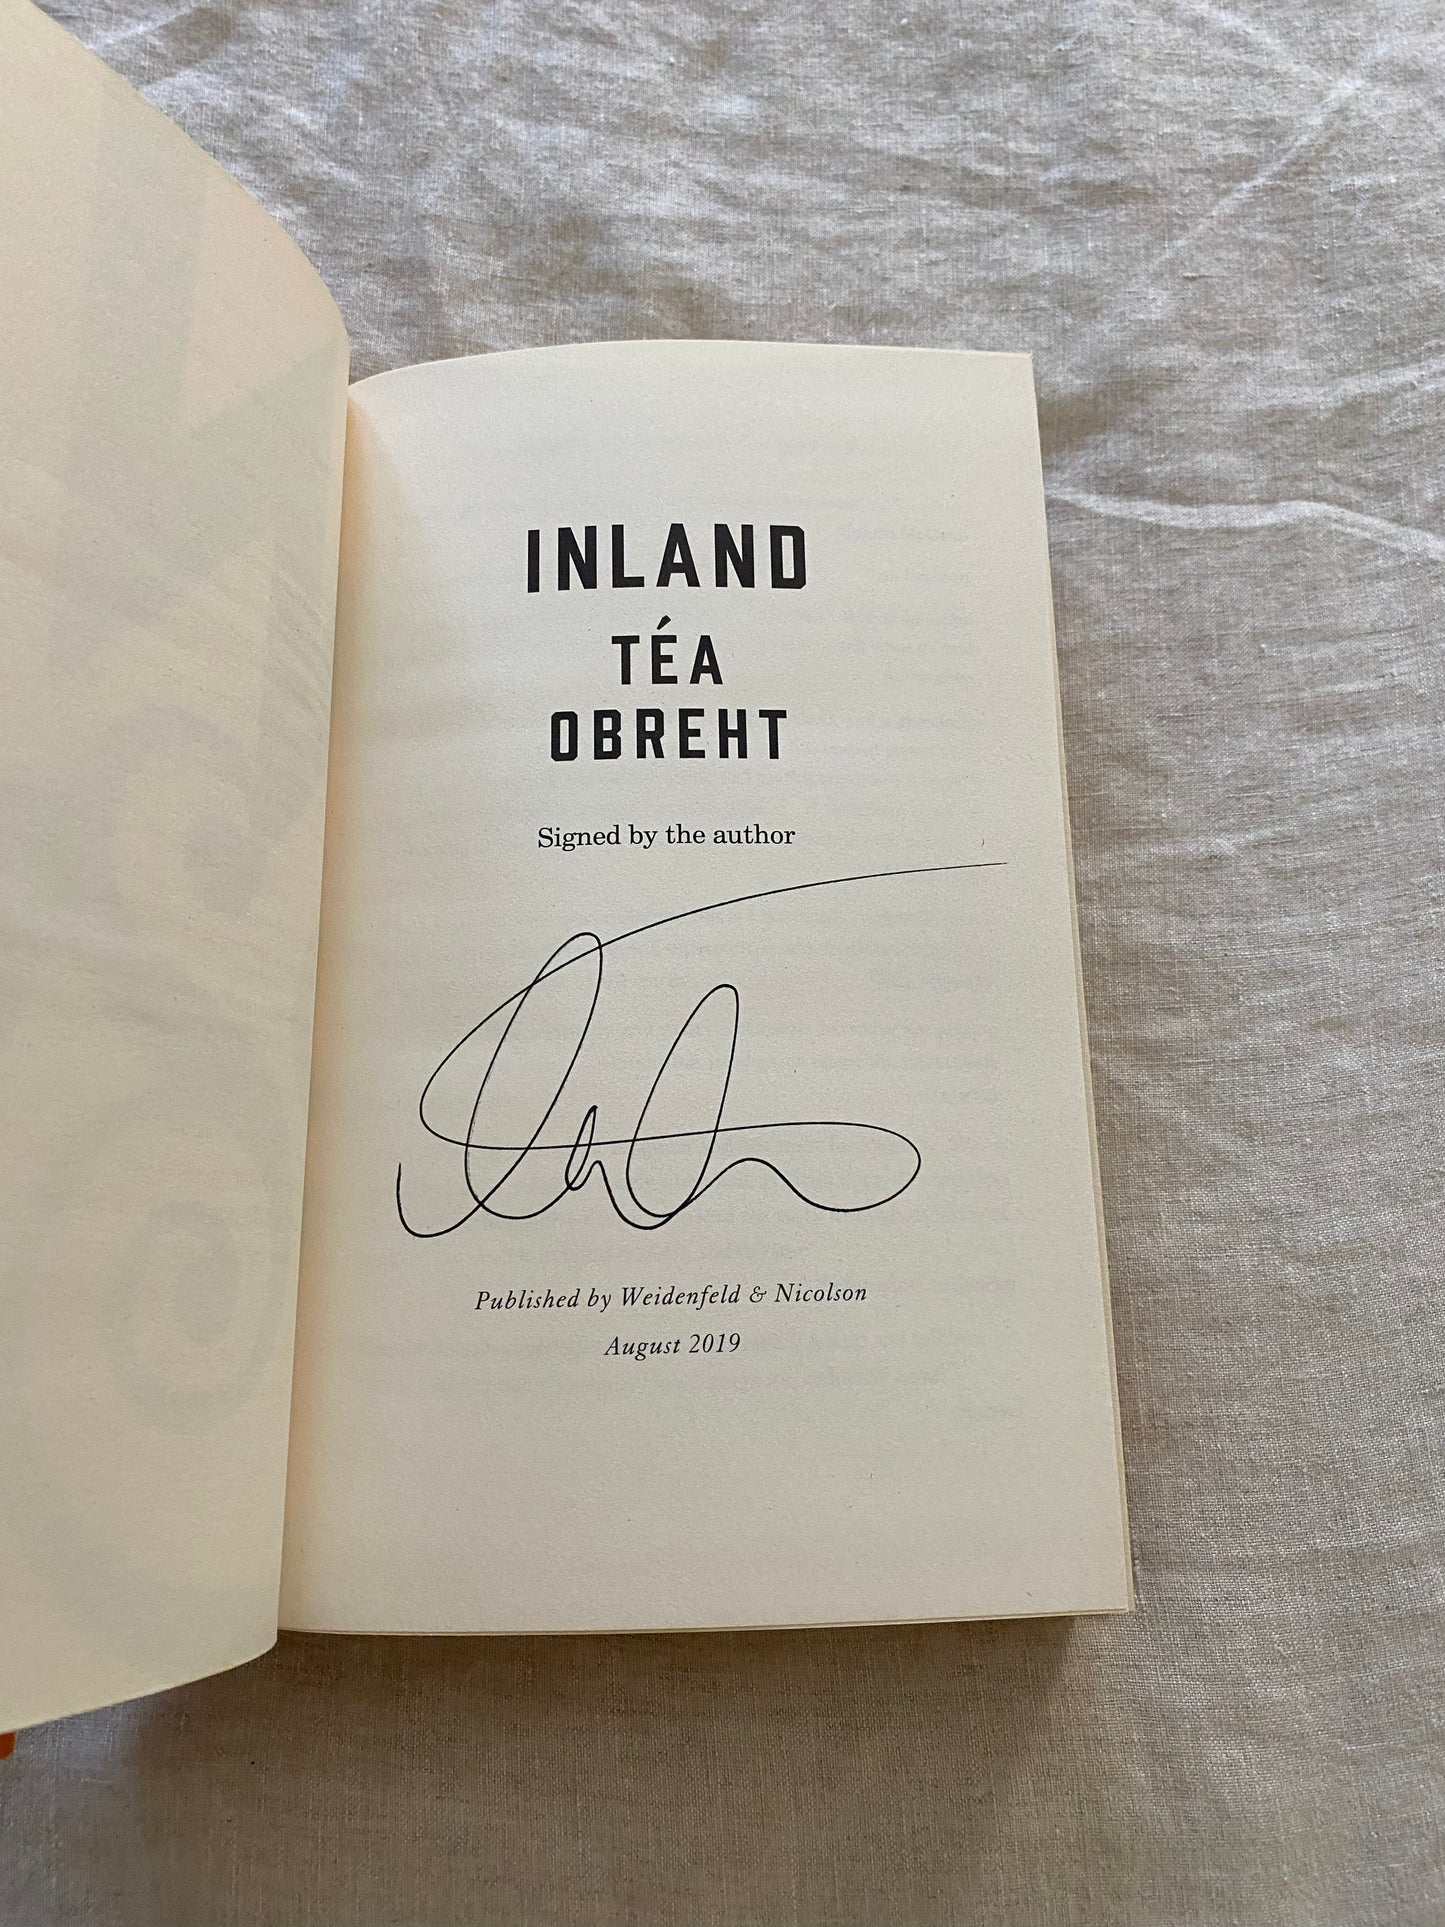 INLAND
TÉA
OBREHT
Signed by the author
Published by Weidenfeld & Nicolson
August 2019